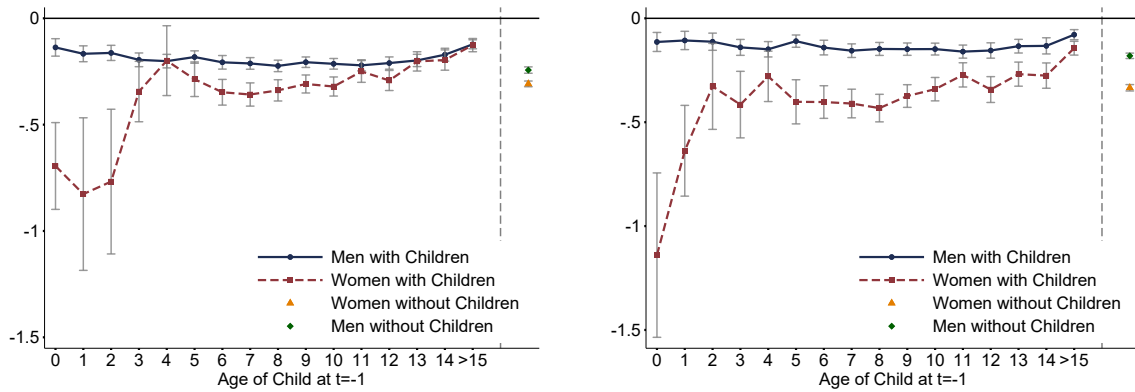 0
-.5
-1
-1.5
Men with Children
Women with Children
Women without Children
Men without Children
0 1 2 3 4 5 6 7 8 9 10 11 12 13 14 >15
Age of Child at t=-1
0
-.5
-1
-1.5
Men with Children
Women with Children
Women without Children
Men without Children
0 1 2 3 4 5 6 7 8 9 10 11 12 13 14 >15
Age of Child at t=-1